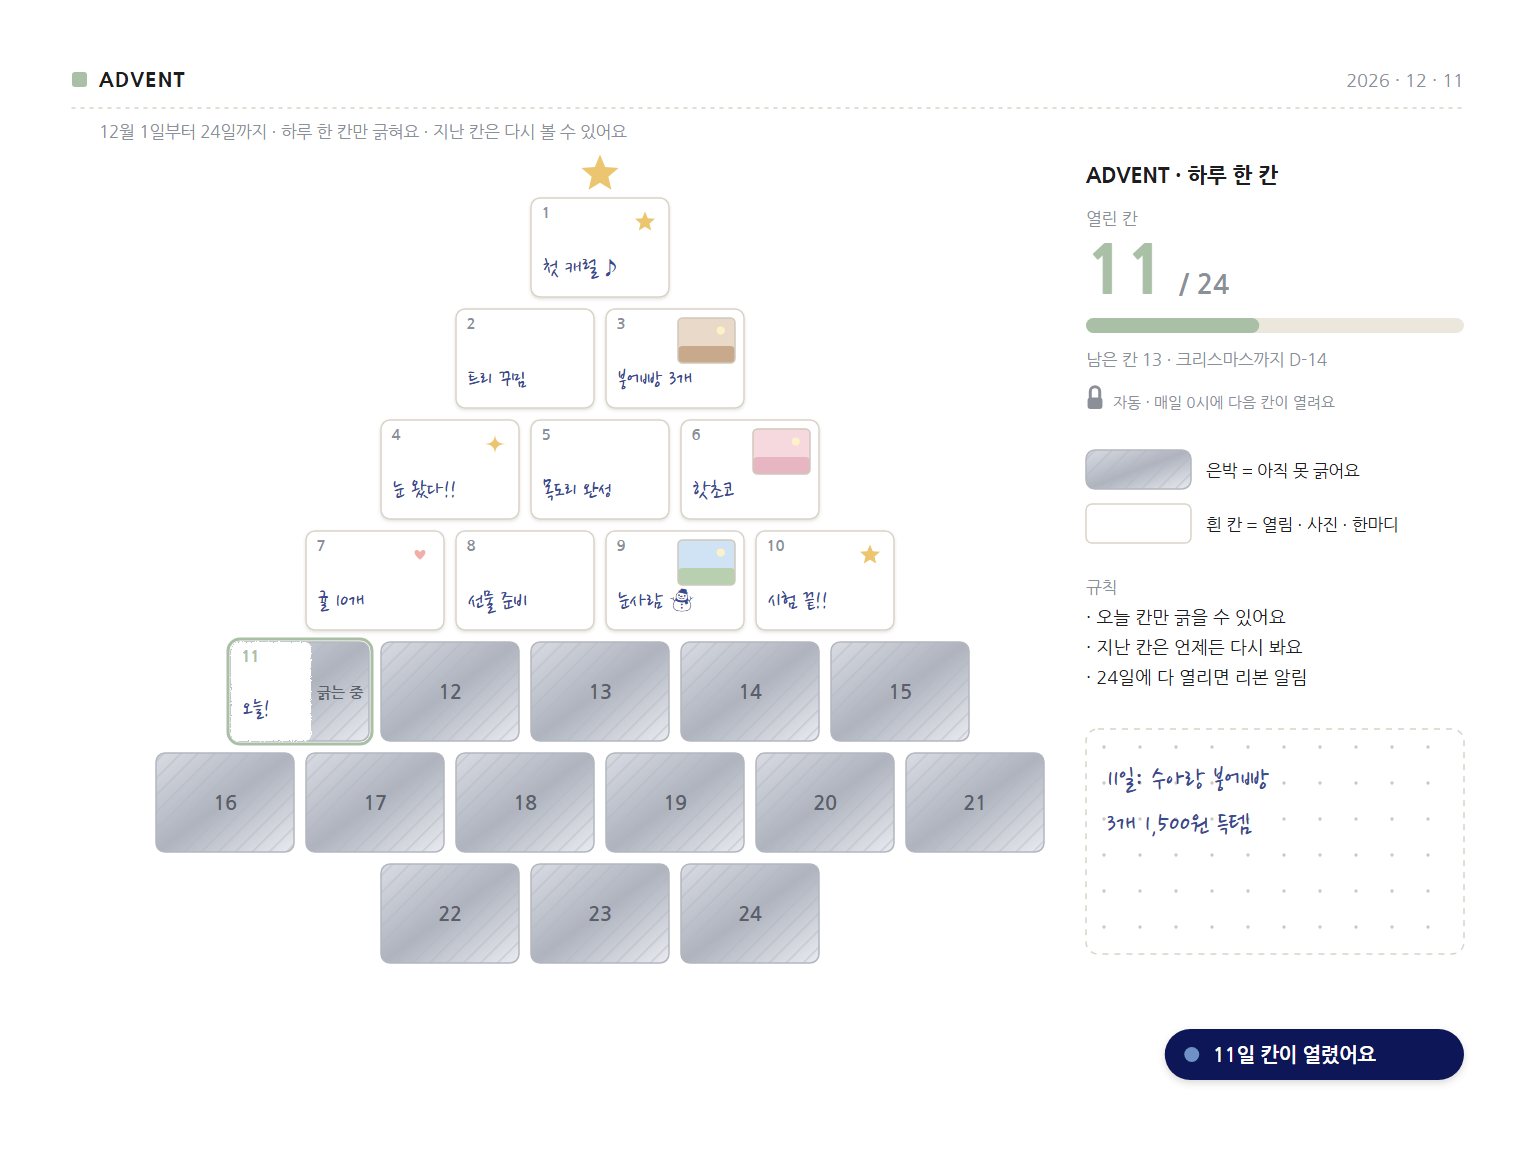 ADVENT
2026 · 12 · 11
12월 1일부터 24일까지 · 하루 한 칸만 긁혀요 · 지난 칸은 다시 볼 수 있어요
1
첫 캐럴 ♪
2
트리 꾸밈
3
붕어빵 3개
4
눈 왔다!!
5
목도리 완성
6
핫초코
7
귤 10개
8
선물 준비
9
눈사람 ☃
10
시험 끝!!
11
오늘!
긁는 중
12
13
14
15
16
17
18
19
20
21
22
23
24
ADVENT · 하루 한 칸
열린 칸
11 / 24
남은 칸 13 · 크리스마스까지 D-14
자동 · 매일 0시에 다음 칸이 열려요
은박 = 아직 못 긁어요
흰 칸 = 열림 · 사진 · 한마디
규칙
· 오늘 칸만 긁을 수 있어요
· 지난 칸은 언제든 다시 봐요
· 24일에 다 열리면 리본 알림
11일: 수아랑 붕어빵
3개 1,500원 득템
11일 칸이 열렸어요